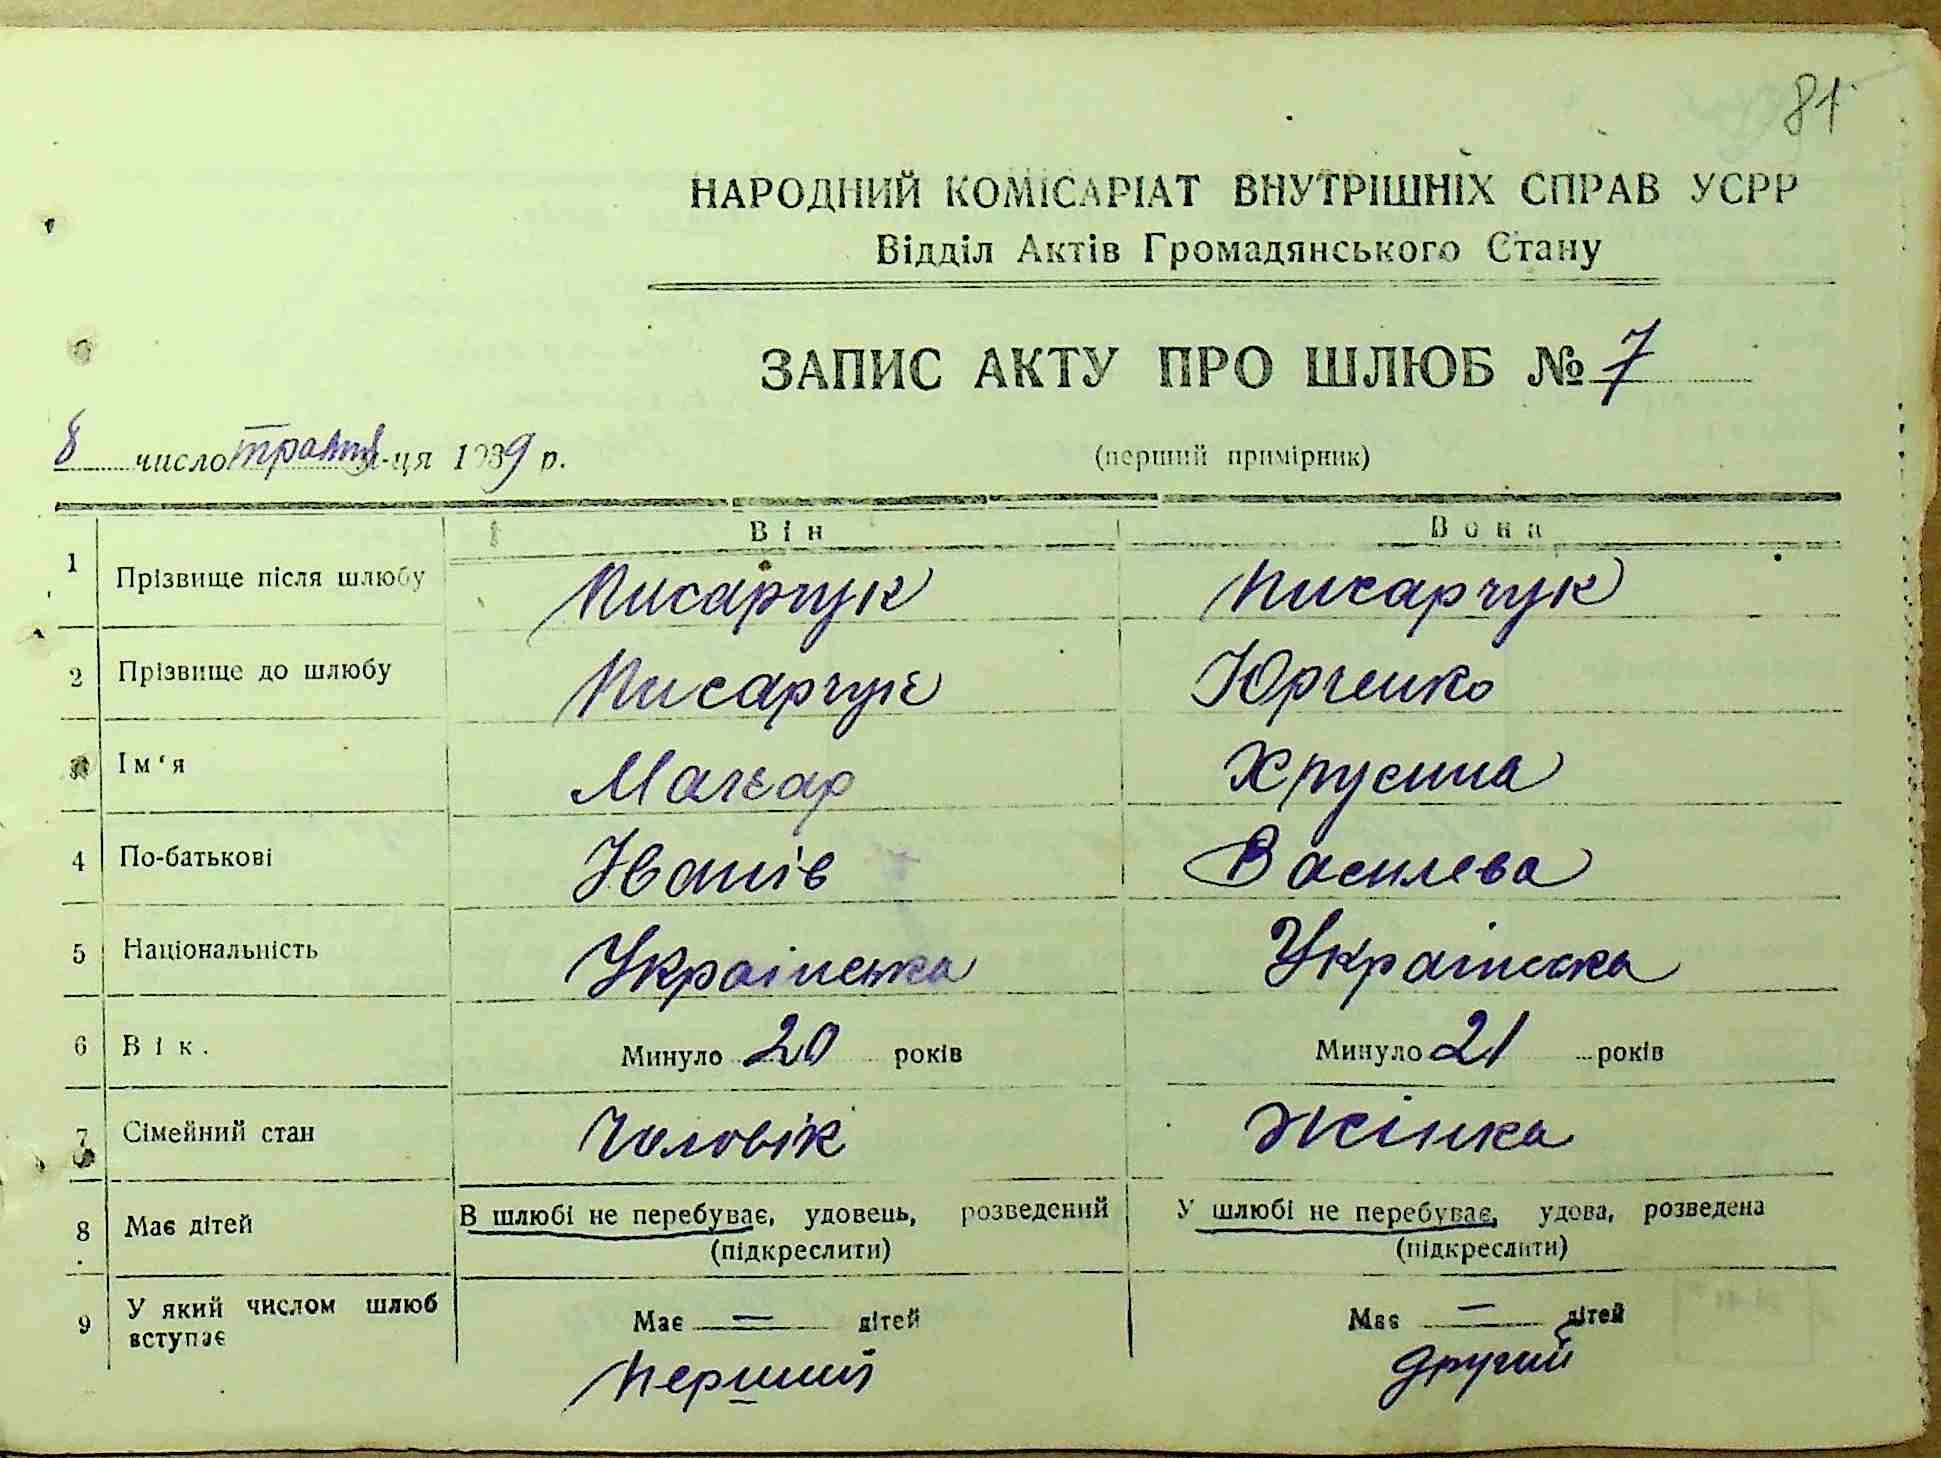 81
НАРОДНИЙ КОМІСАРІАТ ВНУТРІШНІХ СПРАВ УСРР
Відділ Актів Громадянського Стану
ЗАПИС АКТУ ПРО ШЛЮБ № 7
8 число травня м-ця 1939 р. (перший примірник)
Він Вона
1 Прізвище після шлюбу Писарчук Писарчук
2 Прізвище до шлюбу Писарчук Юрченко
3 Ім‘я Макар Хрусина
4 По-батькові Іванів Василева
5 Національність Українська Українська
6 Вік. Минуло 20 років Минуло 21 років
7 Сімейний стан Чоловік Жінка
8 Має дітей В шлюбі не перебуває, удовець, розведений У шлюбі не перебуває, удова, розведена
(підкреслити) (підкреслити)
9 У який числом шлюб вступає Має — дітей Має — дітей
Перший Другий